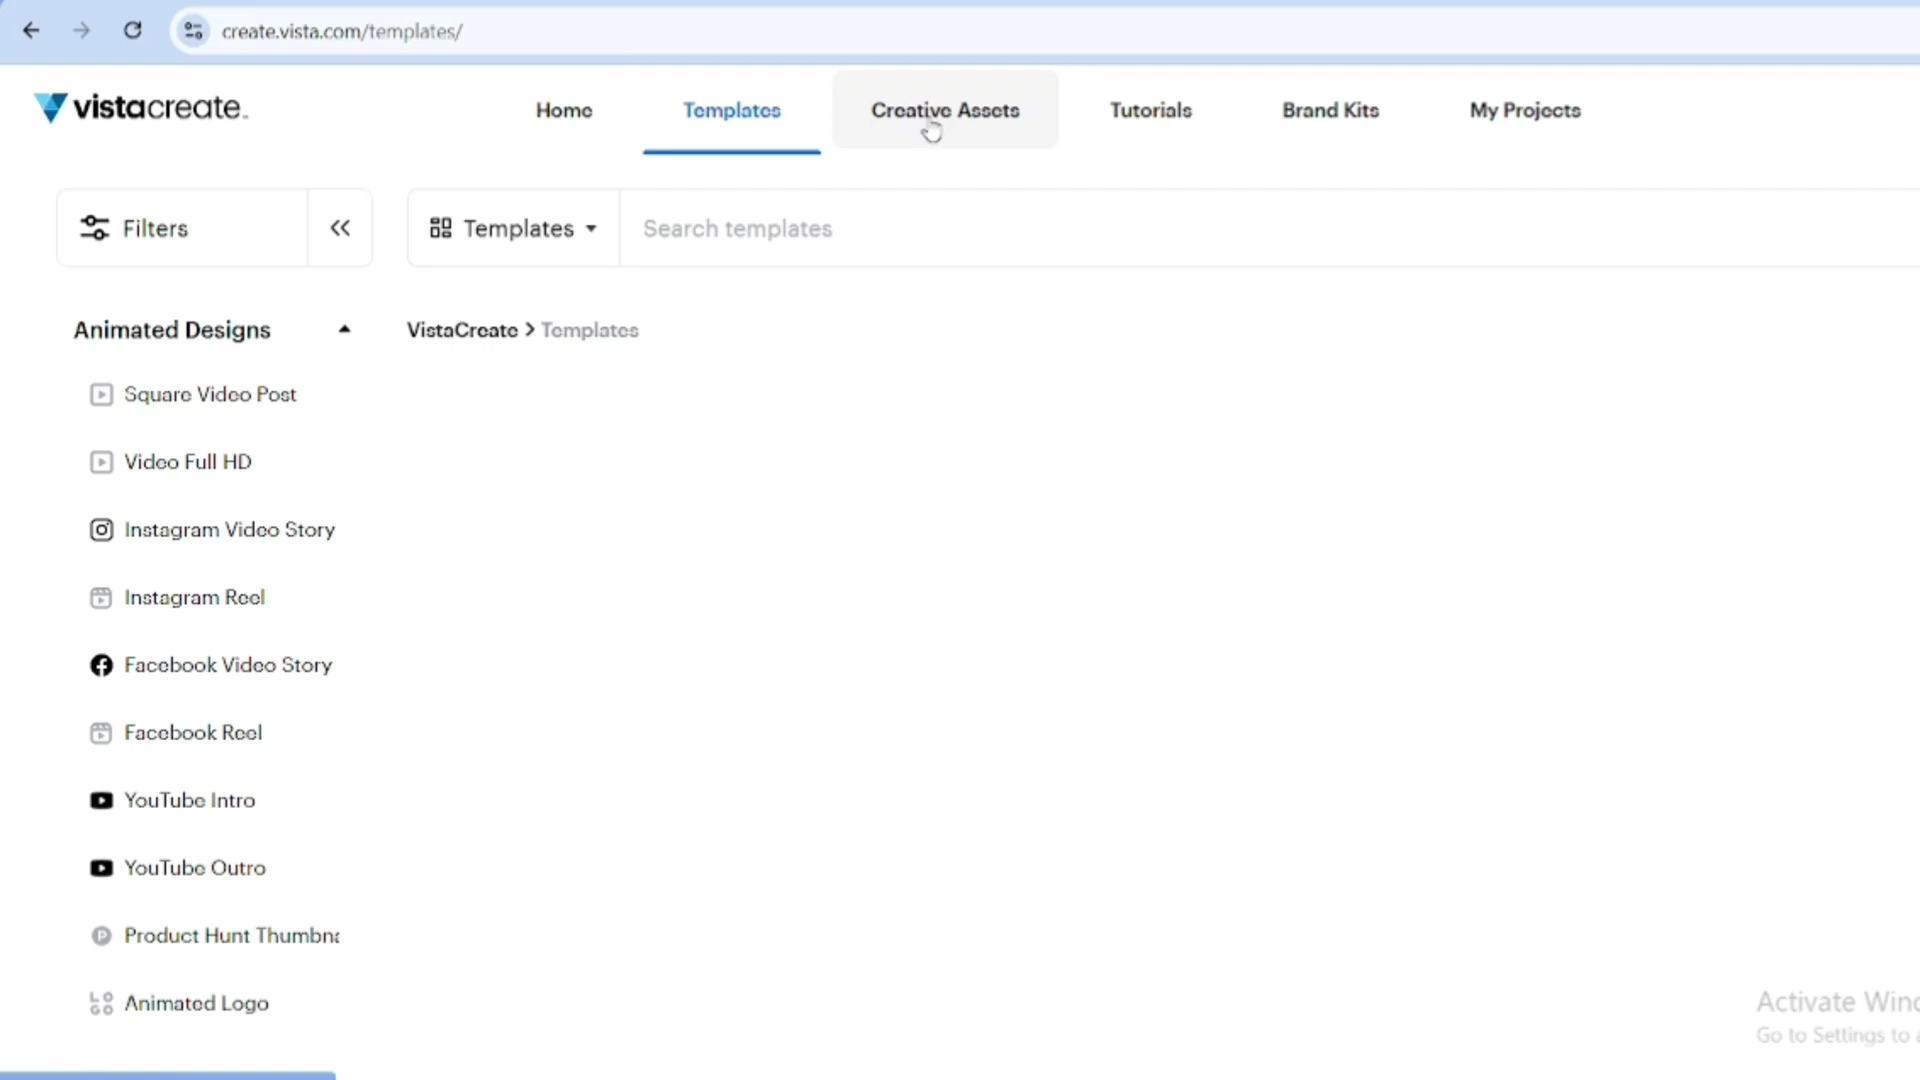 create.vista.com/templates/
vistacreate
Home
Templates
Creative Assets
Tutorials
Brand Kits
My Projects
Filters
Templates
Search templates
Animated Designs
VistaCreate > Templates
Square Video Post
Video Full HD
Instagram Video Story
Instagram Reel
Facebook Video Story
Facebook Reel
YouTube Intro
YouTube Outro
Product Hunt Thumbna
Animated Logo
Activate Wind
Go to Settings to a